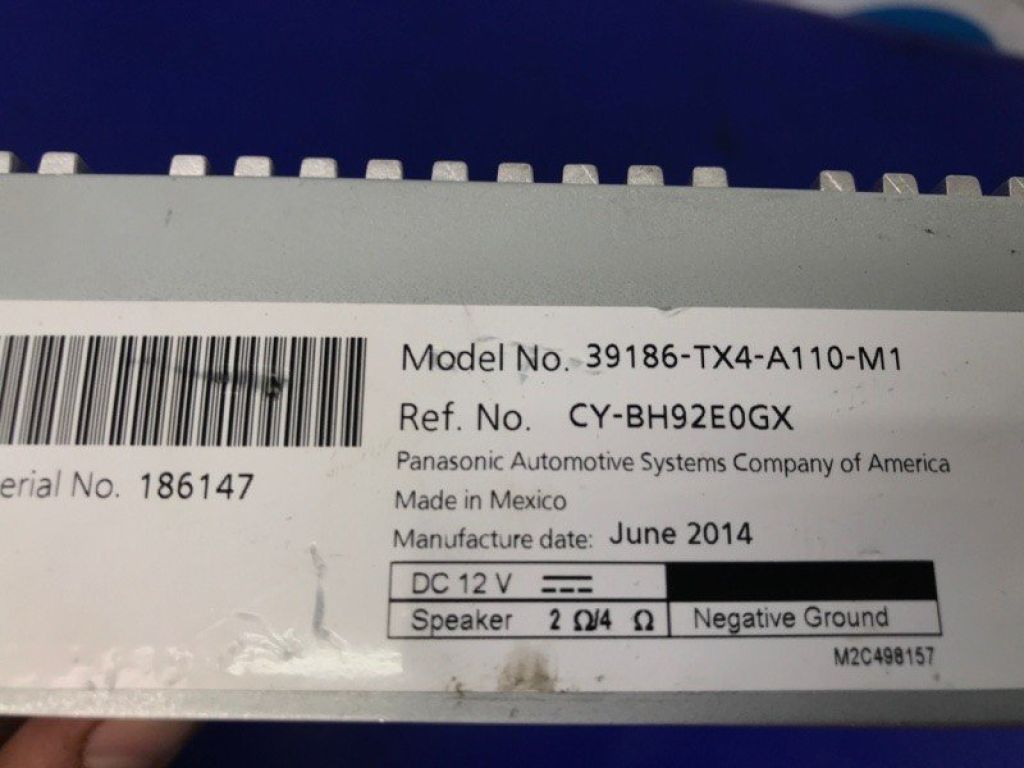 Model No. 39186-TX4-A110-M1
Ref. No. CY-BH92E0GX
Panasonic Automotive Systems Company of America
erial No. 186147
Made in Mexico
Manufacture date: June 2014
DC 12 V
Speaker 2 Ω/4 Ω Negative Ground
M2C498157